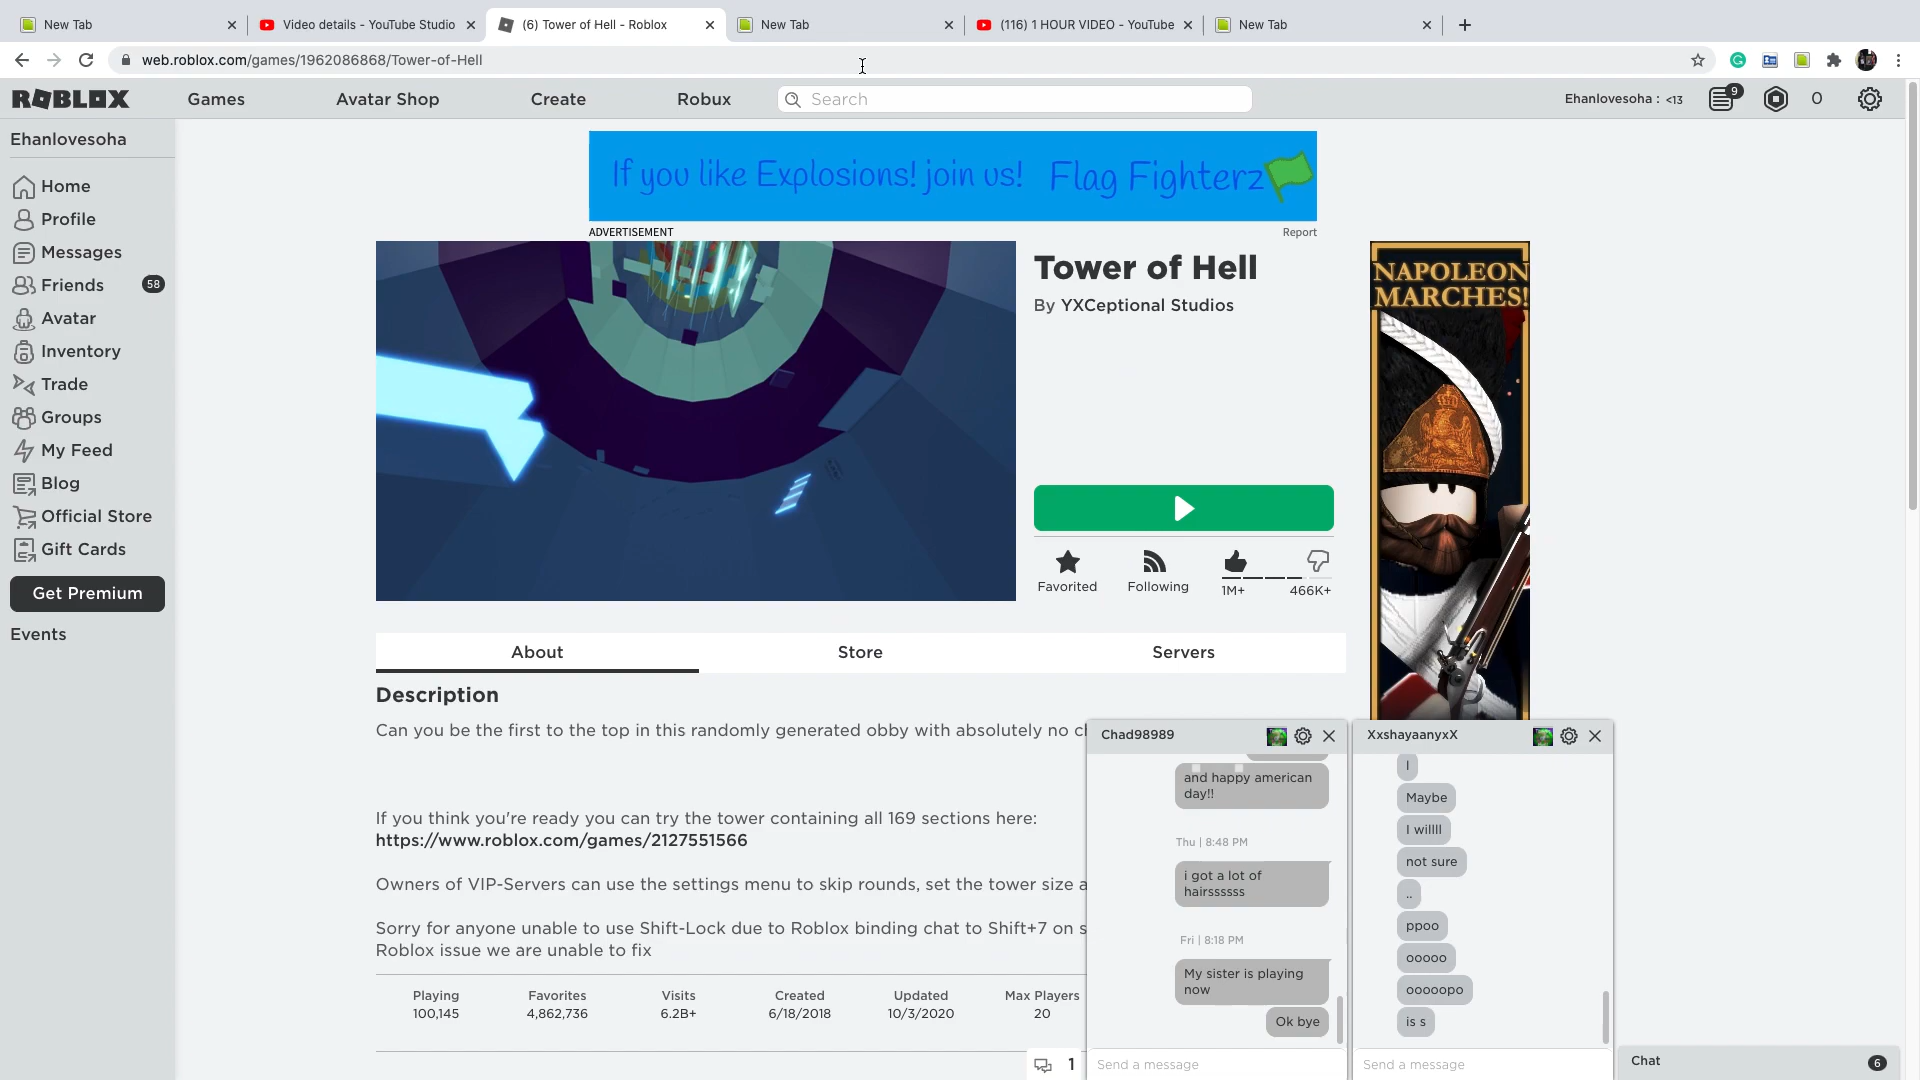 New Tab
Video details - YouTube Studio
(6) Tower of Hell - Roblox
New Tab
(116) 1 HOUR VIDEO - YouTube
New Tab
web.roblox.com/games/1962086868/Tower-of-Hell
ROBLOX
Games
Avatar Shop
Create
Robux
Search
Ehanlovesoha : <13
9
0
Ehanlovesoha
Home
Profile
Messages
Friends 58
Avatar
Inventory
Trade
Groups
My Feed
Blog
Official Store
Gift Cards
Get Premium
Events
If you like Explosions! join us! Flag Fighterz
ADVERTISEMENT
Report
Tower of Hell
By YXCeptional Studios
Favorited
Following
1M+
466K+
NAPOLEON
MARCHES!
About
Store
Servers
Description
Can you be the first to the top in this randomly generated obby with absolutely no
If you think you're ready you can try the tower containing all 169 sections here:
https://www.roblox.com/games/2127551566
Owners of VIP-Servers can use the settings menu to skip rounds, set the tower size
Sorry for anyone unable to use Shift-Lock due to Roblox binding chat to Shift+7 on
Roblox issue we are unable to fix
Playing
100,145
Favorites
4,862,736
Visits
6.2B+
Created
6/18/2018
Updated
10/3/2020
Max Players
20
1
Chad98989
and happy american
day!!
Thu | 8:48 PM
i got a lot of
hairssssss
Fri | 8:18 PM
My sister is playing
now
Ok bye
Send a message
XxshayaanyxX
I
Maybe
I willll
not sure
..
ppoo
ooooo
ooooopo
is s
Send a message
Chat
6